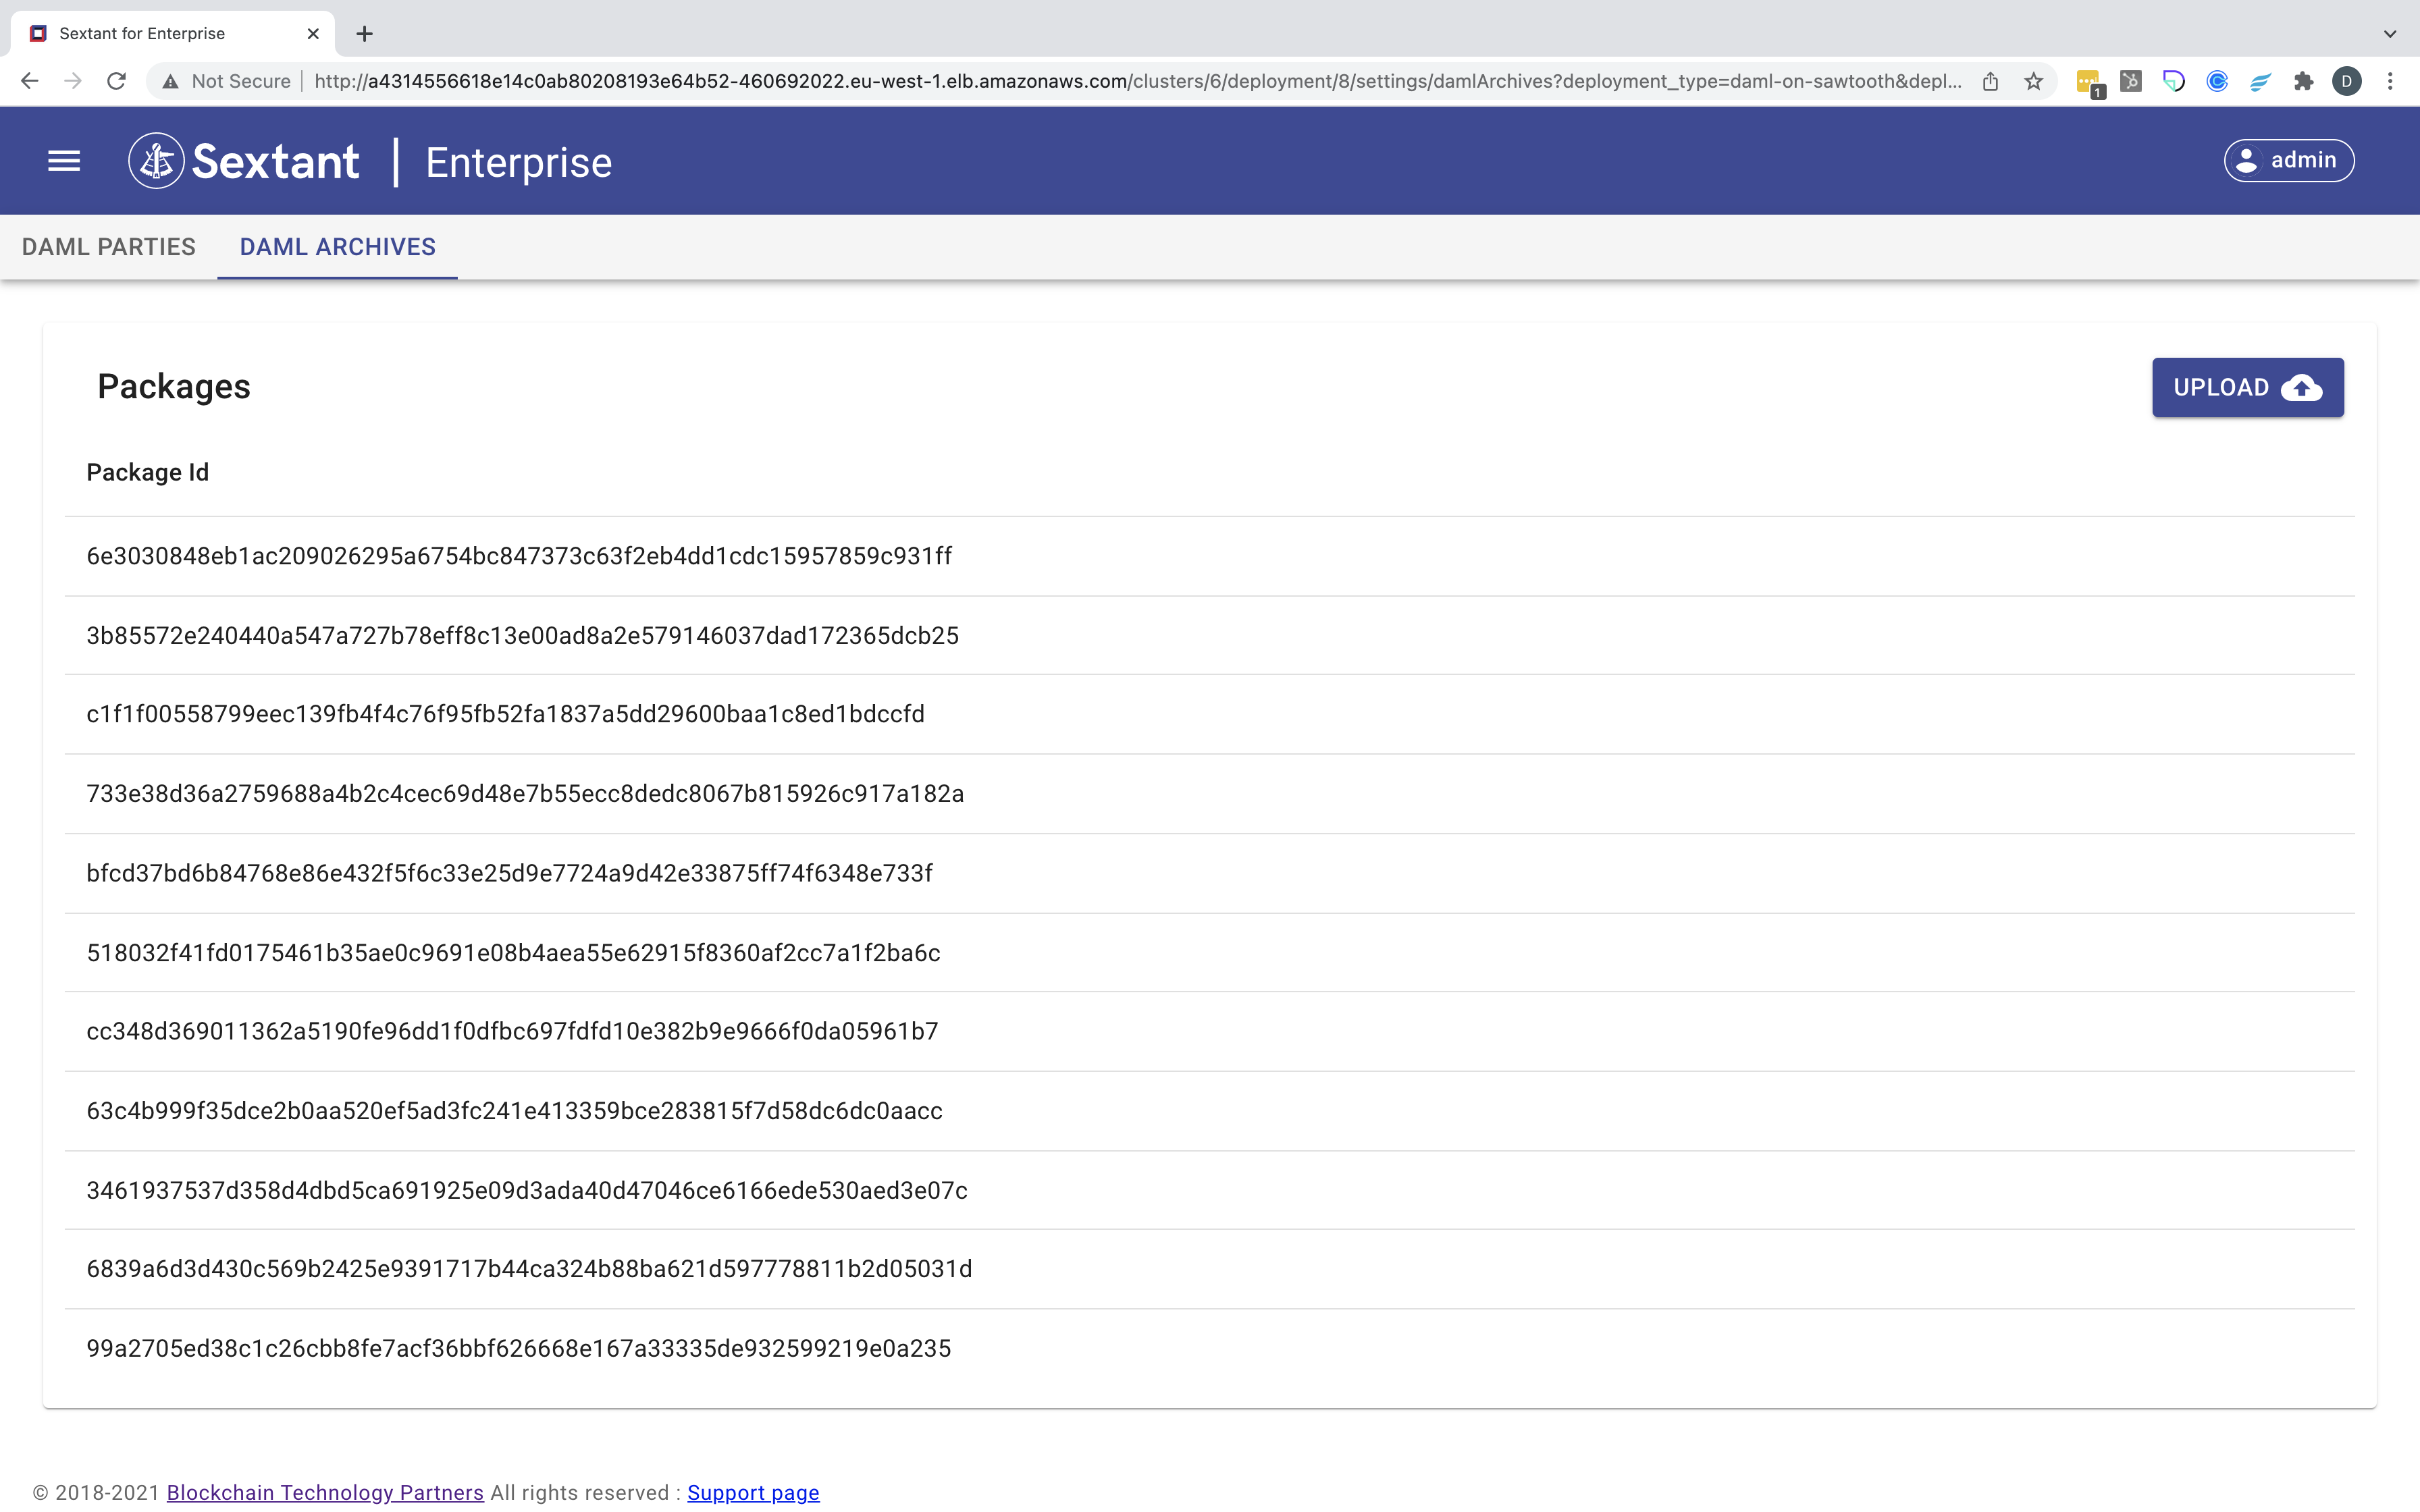 Sextant for Enterprise
Not Secure
http://a4314556618e14c0ab80208193e64b52-460692022.eu-west-1.elb.amazonaws.com/clusters/6/deployment/8/settings/damlArchives?deployment_type=daml-on-sawtooth&depl...
1
D
Sextant | Enterprise
admin
DAML PARTIES
DAML ARCHIVES
Packages
UPLOAD
Package Id
6e3030848eb1ac209026295a6754bc847373c63f2eb4dd1cdc15957859c931ff
3b85572e240440a547a727b78eff8c13e00ad8a2e579146037dad172365dcb25
c1f1f00558799eec139fb4f4c76f95fb52fa1837a5dd29600baa1c8ed1bdccfd
733e38d36a2759688a4b2c4cec69d48e7b55ecc8dedc8067b815926c917a182a
bfcd37bd6b84768e86e432f5f6c33e25d9e7724a9d42e33875ff74f6348e733f
518032f41fd0175461b35ae0c9691e08b4aea55e62915f8360af2cc7a1f2ba6c
cc348d369011362a5190fe96dd1f0dfbc697fdfd10e382b9e9666f0da05961b7
63c4b999f35dce2b0aa520ef5ad3fc241e413359bce283815f7d58dc6dc0aacc
3461937537d358d4dbd5ca691925e09d3ada40d47046ce6166ede530aed3e07c
6839a6d3d430c569b2425e9391717b44ca324b88ba621d597778811b2d05031d
99a2705ed38c1c26cbb8fe7acf36bbf626668e167a33335de932599219e0a235
© 2018-2021 Blockchain Technology Partners All rights reserved : Support page